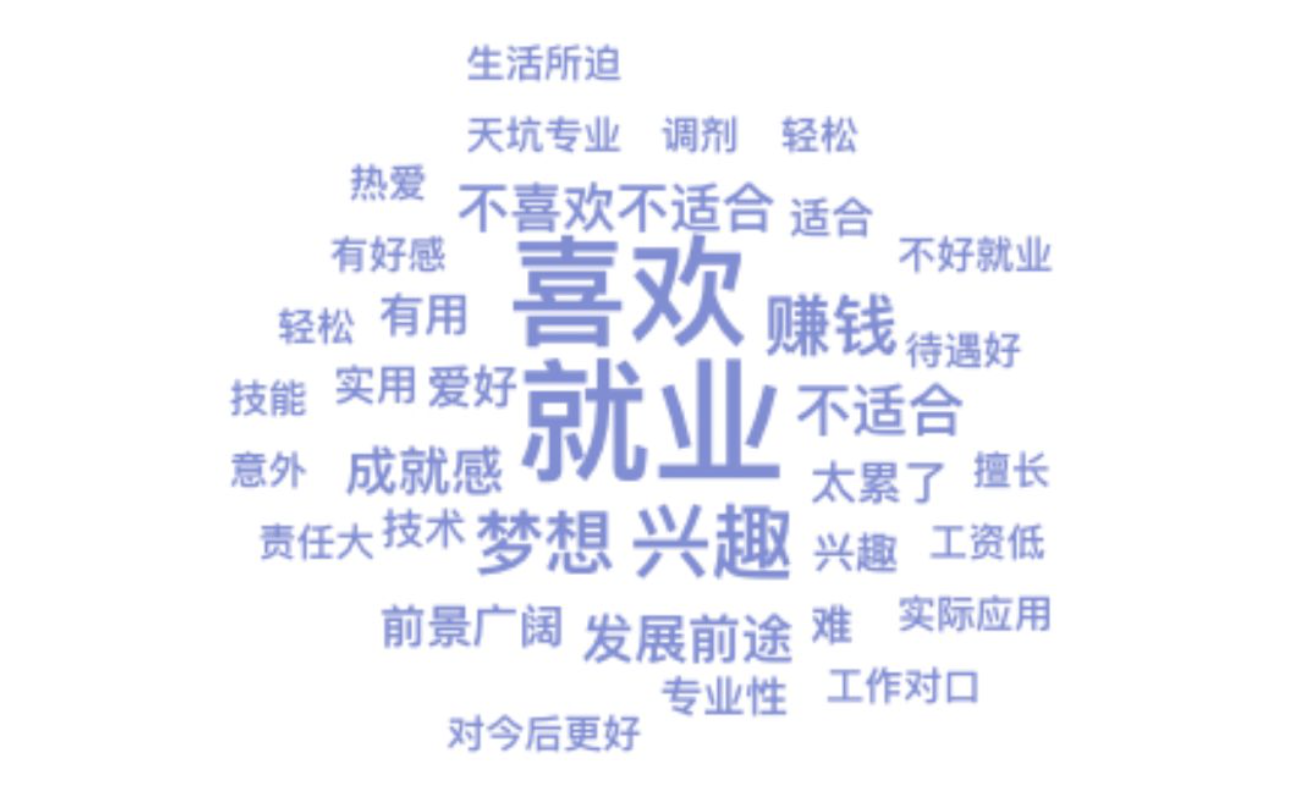 生活所迫
天坑专业 调剂 轻松
热爱 不喜欢不适合 适合
有好感 喜欢 不好就业
轻松 有用 赚钱 待遇好
技能 实用 爱好 就业 不适合
意外 成就感 太累了 擅长
责任大 技术 梦想 兴趣 兴趣 工资低
前景广阔 发展前途 难 实际应用
专业性 工作对口
对今后更好